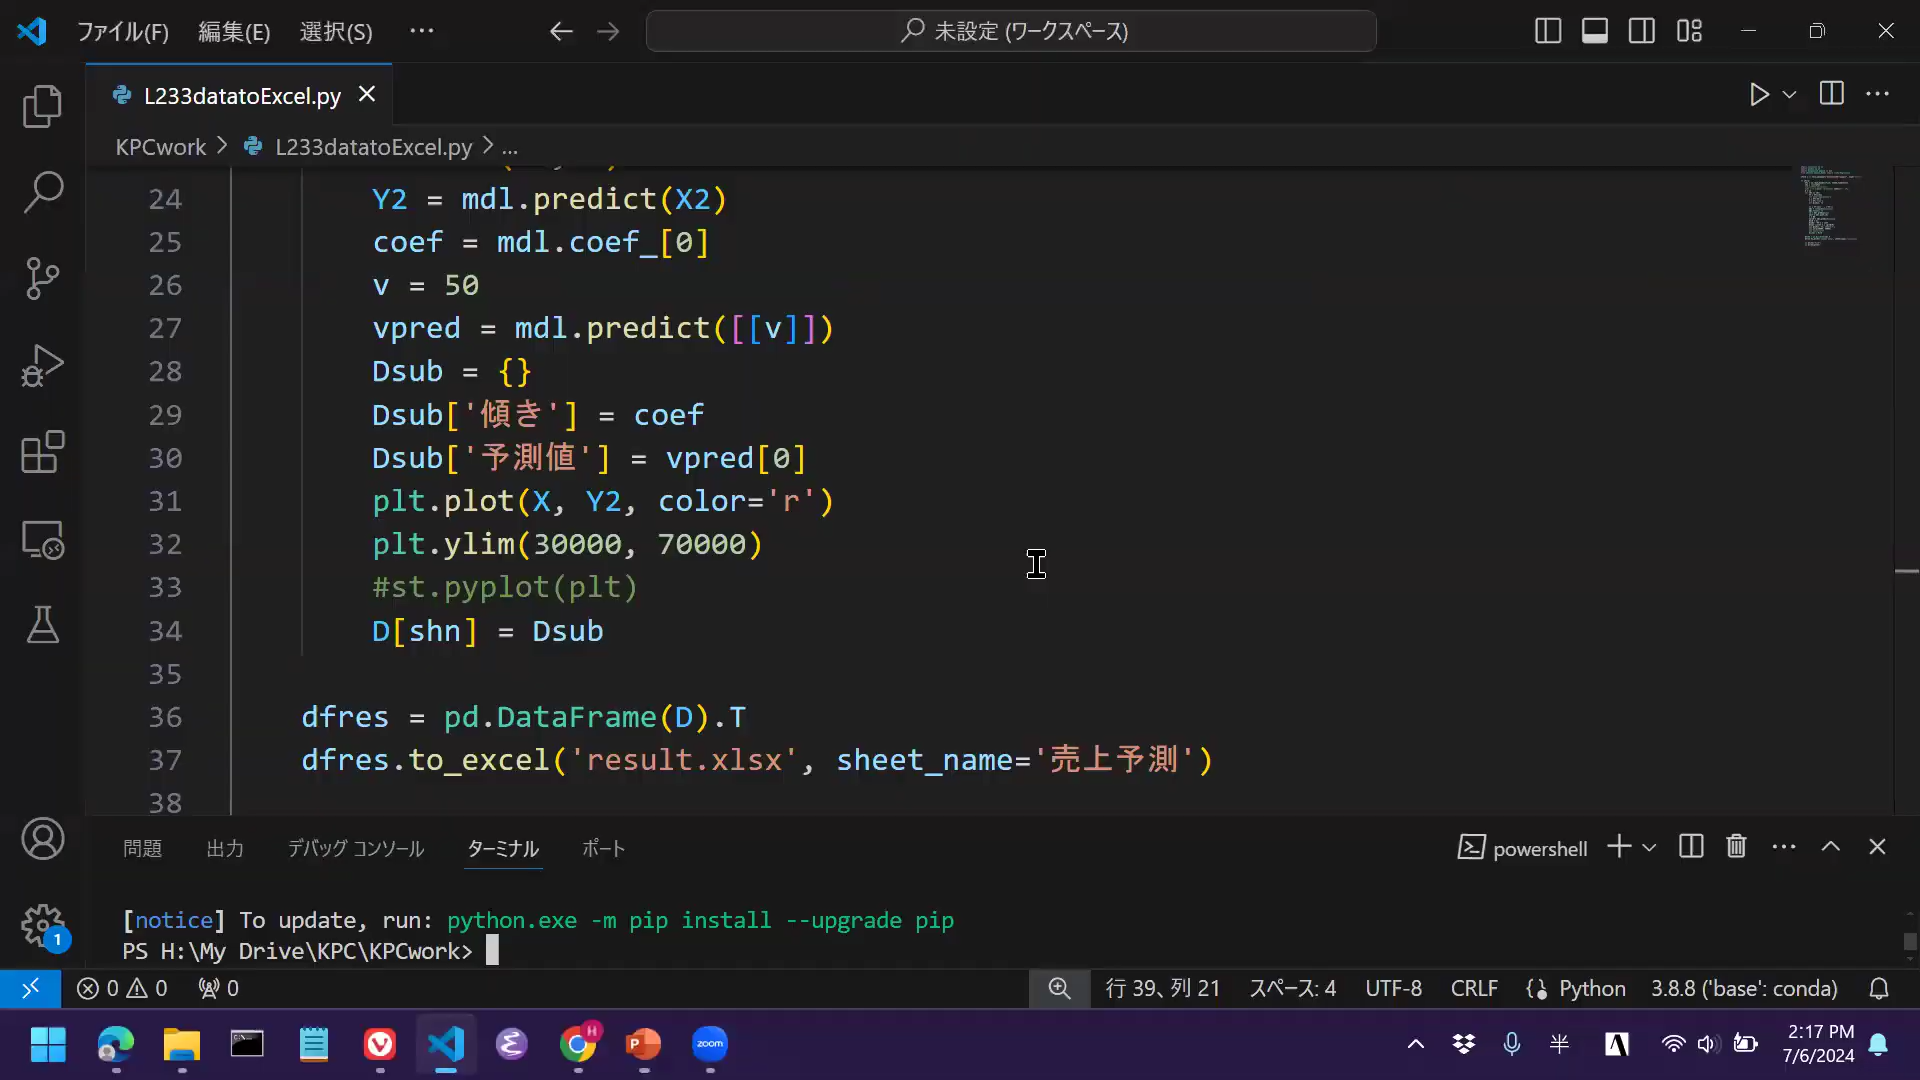 ファイル(F) 編集(E) 選択(S) ··· 未設定 (ワークスペース)
L233datatoExcel.py
KPCwork > L233datatoExcel.py > ...
24 Y2 = mdl.predict(X2)
25 coef = mdl.coef_[0]
26 v = 50
27 vpred = mdl.predict([[v]])
28 Dsub = {}
29 Dsub['傾き'] = coef
30 Dsub['予測値'] = vpred[0]
31 plt.plot(X, Y2, color='r')
32 plt.ylim(30000, 70000)
33 #st.pyplot(plt)
34 D[shn] = Dsub
35
36 dfres = pd.DataFrame(D).T
37 dfres.to_excel('result.xlsx', sheet_name='売上予測')
38
問題 出力 デバッグ コンソール ターミナル ポート powershell
[notice] To update, run: python.exe -m pip install --upgrade pip
PS H:\My Drive\KPC\KPCwork>
1
0 0 0 行 39、列 21 スペース: 4 UTF-8 CRLF Python 3.8.8 ('base': conda)
H zoom 半 A 2:17 PM
7/6/2024